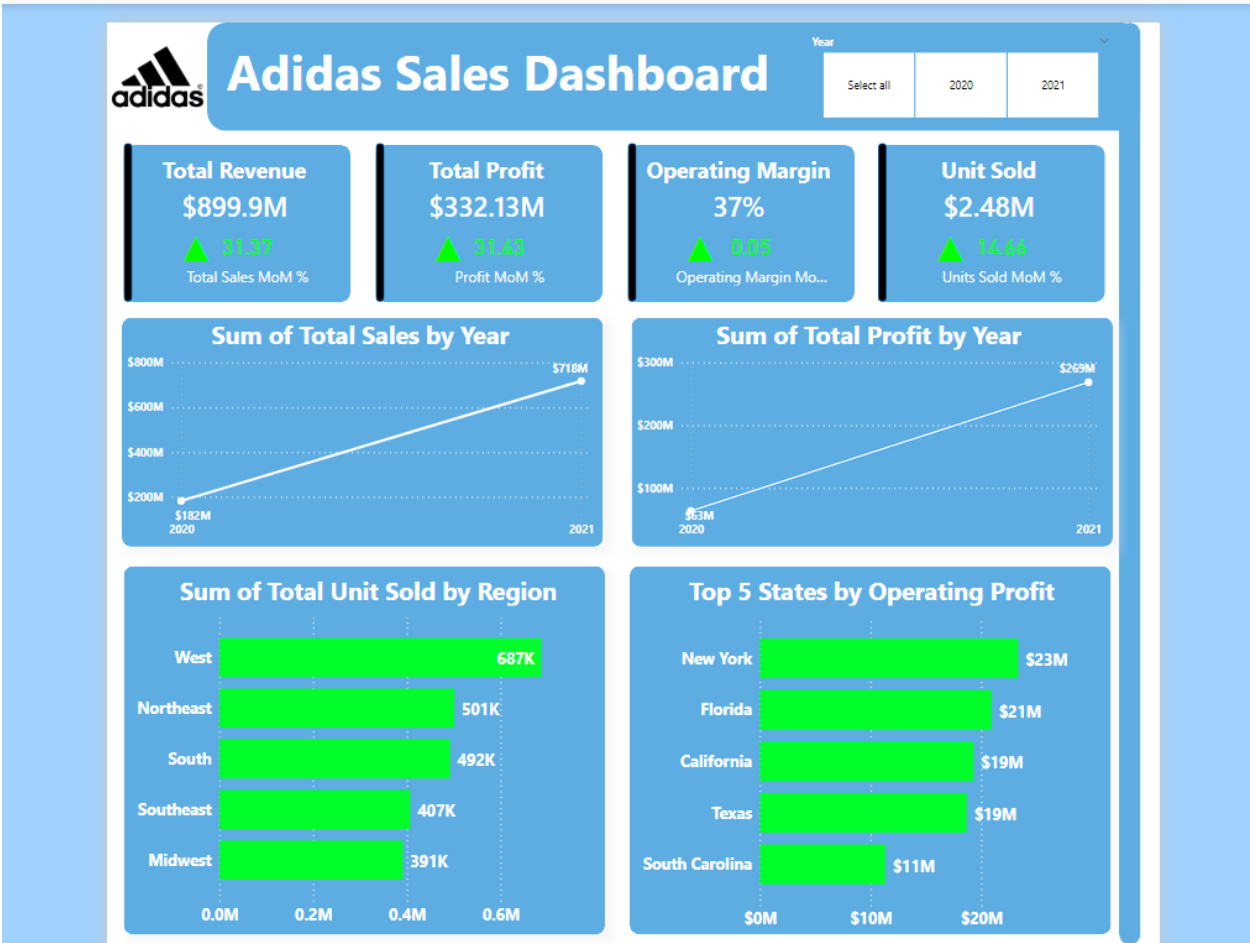 adidas
Adidas Sales Dashboard
Year
Select all
2020
2021
Total Revenue
$899.9M
31.37
Total Sales MoM %
Total Profit
$332.13M
31.43
Profit MoM %
Operating Margin
37%
0.05
Operating Margin Mo...
Unit Sold
$2.48M
14.66
Units Sold MoM %
Sum of Total Sales by Year
$800M
$600M
$400M
$200M
$718M
$182M
2020
2021
Sum of Total Profit by Year
$300M
$200M
$100M
$269M
$63M
2020
2021
Sum of Total Unit Sold by Region
West
687K
Northeast
501K
South
492K
Southeast
407K
Midwest
391K
0.0M
0.2M
0.4M
0.6M
Top 5 States by Operating Profit
New York
$23M
Florida
$21M
California
$19M
Texas
$19M
South Carolina
$11M
$0M
$10M
$20M